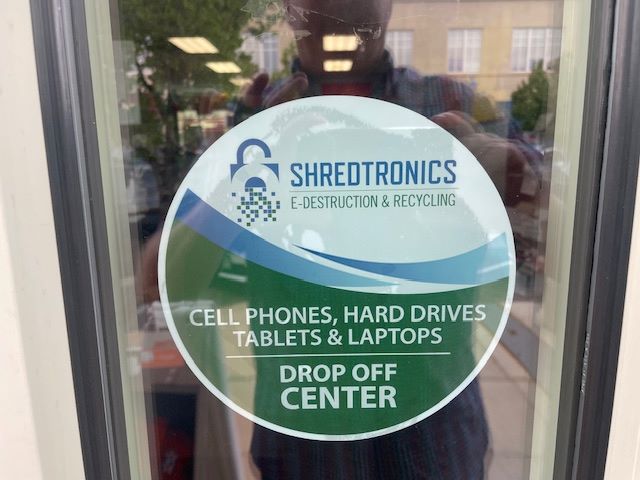 SHREDTRONICS
E-DESTRUCTION & RECYCLING
CELL PHONES, HARD DRIVES
TABLETS & LAPTOPS
DROP OFF
CENTER